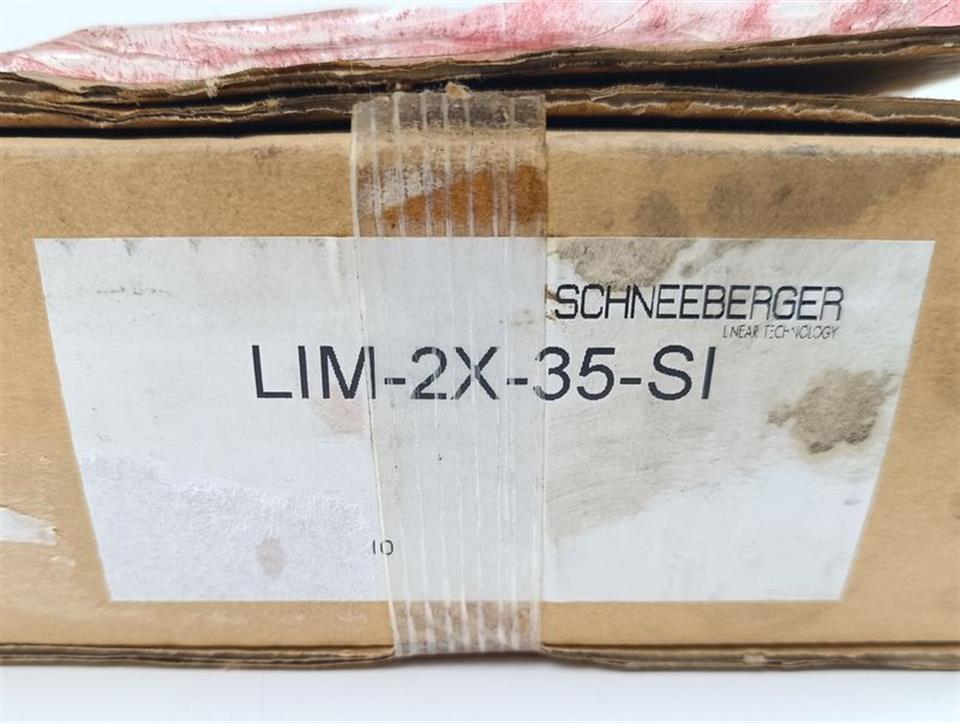 SCHNEEBERGER
LINEAR TECHNOLOGY
LIM-2X-35-SI
10